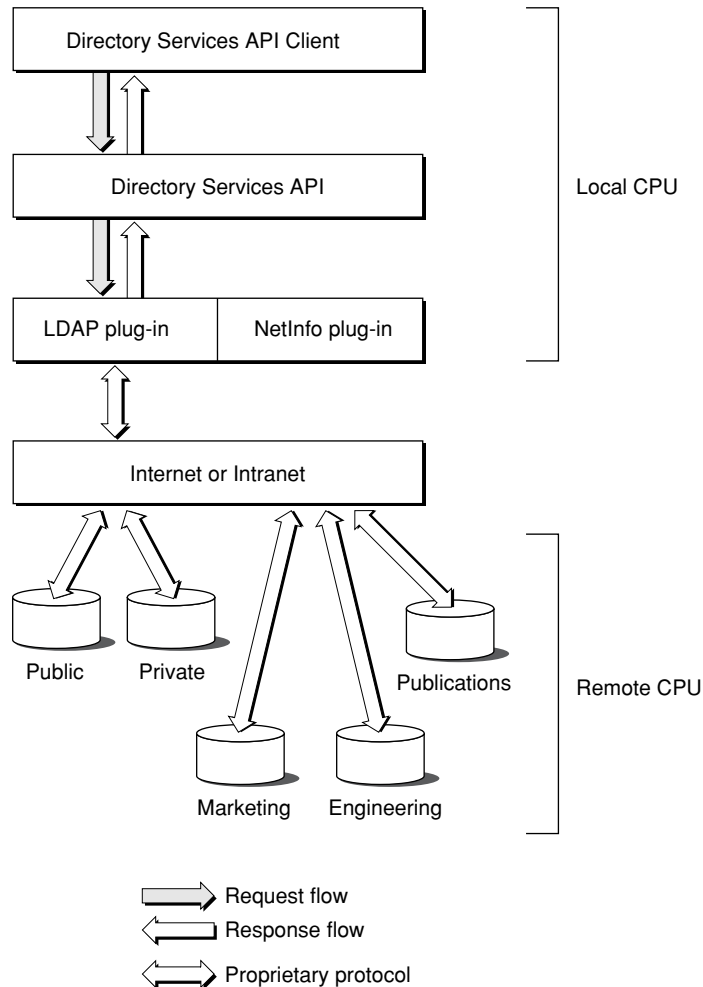 Directory Services API Client
Directory Services API
Local CPU
LDAP plug-in
NetInfo plug-in
Internet or Intranet
Public
Private
Publications
Remote CPU
Marketing
Engineering
Request flow
Response flow
Proprietary protocol